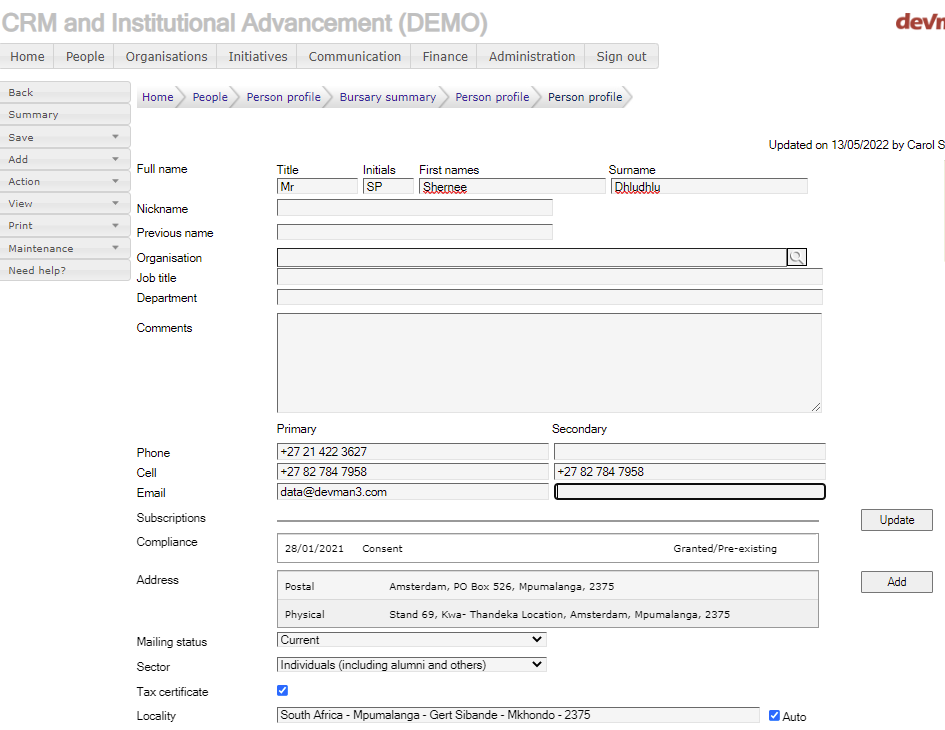 CRM and Institutional Advancement (DEMO)
Home People Organisations Initiatives Communication Finance Administration Sign out
Back
Summary
Save
Add
Action
View
Print
Maintenance
Need help?
Home People Person profile Bursary summary Person profile Person profile
Updated on 13/05/2022 by Carol S
Full name
Title Initials First names Surname
Mr SP Shernee Dhludhlu
Nickname
Previous name
Organisation
Job title
Department
Comments
Primary Secondary
Phone +27 21 422 3627
Cell +27 82 784 7958 +27 82 784 7958
Email data@devman3.com
Subscriptions Update
Compliance 28/01/2021 Consent Granted/Pre-existing
Address Add
Postal Amsterdam, PO Box 526, Mpumalanga, 2375
Physical Stand 69, Kwa- Thandeka Location, Amsterdam, Mpumalanga, 2375
Mailing status Current
Sector Individuals (including alumni and others)
Tax certificate
Locality South Africa - Mpumalanga - Gert Sibande - Mkhondo - 2375 Auto